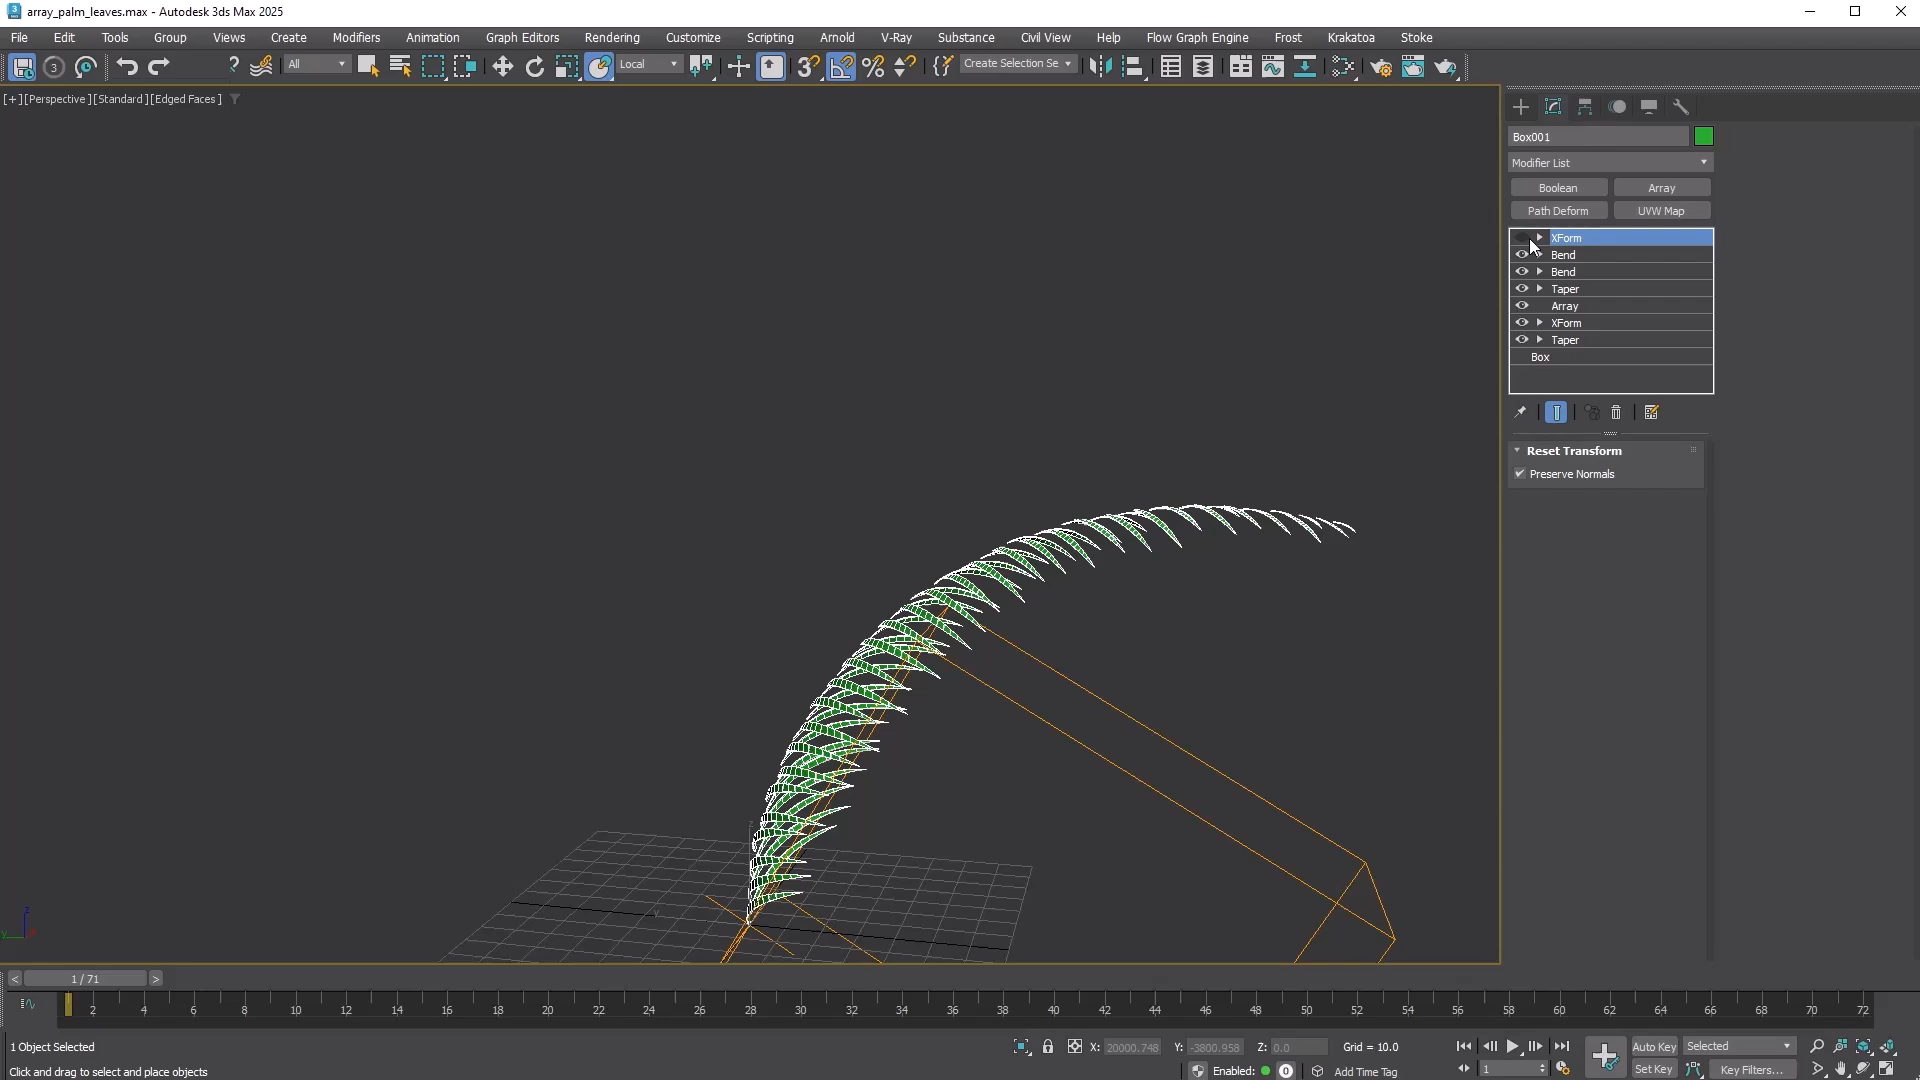 array_palm_leaves.max - Autodesk 3ds Max 2025
File Edit Tools Group Views Create Modifiers Animation Graph Editors Rendering Customize Scripting Arnold V-Ray Substance Civil View Help Flow Graph Engine Frost Krakatoa Stoke
All Local Create Selection Se
[+][Perspective][Standard][Edged Faces]
Box001
Modifier List
Boolean Array
Path Deform UVW Map
XForm
Bend
Bend
Taper
Array
XForm
Taper
Box
Reset Transform
Preserve Normals
1 / 71
2 4 6 8 10 12 14 16 18 20 22 24 26 28 30 32 34 36 38 40 42 44 46 48 50 52 54 56 58 60 62 64 66 68 70 72
1 Object Selected X: 20000.748 Y: -3800.958 Z: 0.0 Grid = 10.0 Auto Key Selected
Click and drag to select and place objects Enabled: 0 Add Time Tag 1 Set Key Key Filters...